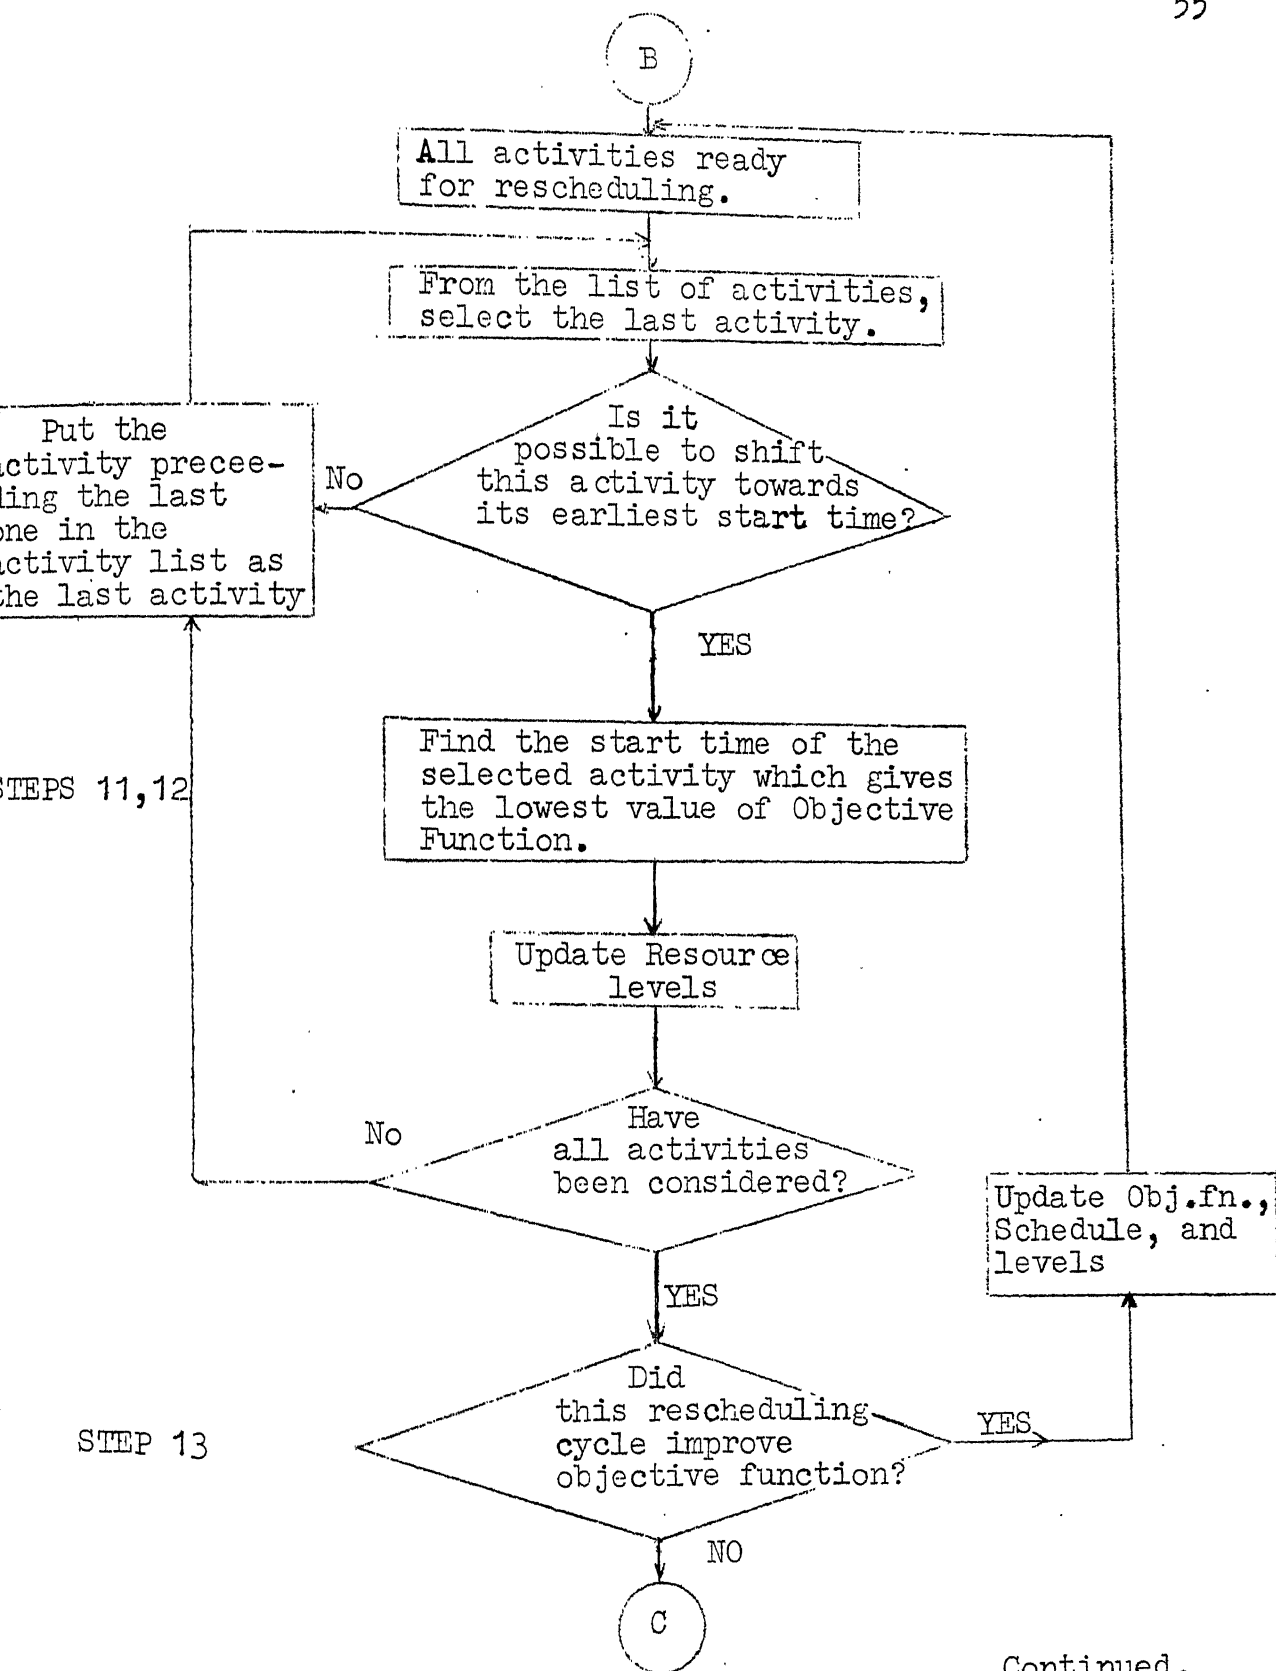 B
All activities ready
for rescheduling.
From the list of activities,
select the last activity.
Is it
possible to shift
this activity towards
its earliest start time?
No
Put the
activity precee-
ding the last
one in the
activity list as
the last activity
YES
Find the start time of the
selected activity which gives
the lowest value of Objective
Function.
STEPS 11,12
Update Resource
levels
Have
all activities
been considered?
No
YES
Update Obj.fn.,
Schedule, and
levels
Did
this rescheduling
cycle improve
objective function?
YES
STEP 13
NO
C
Continued.